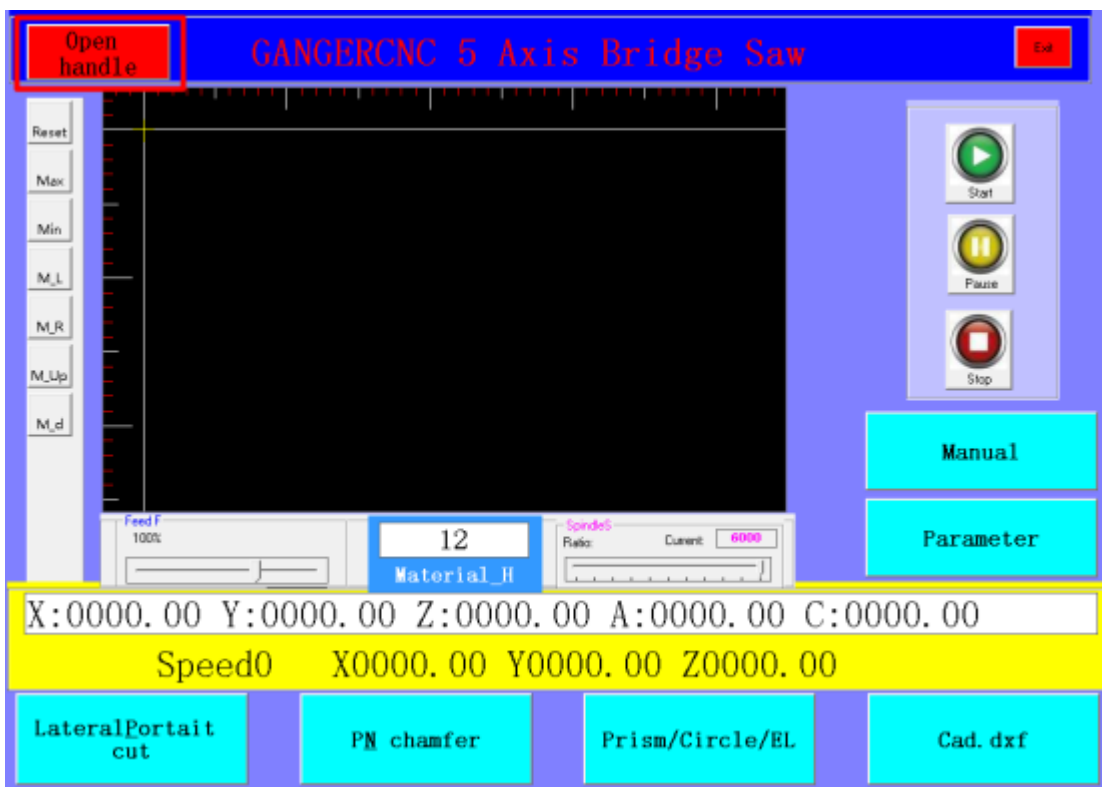 Open
handle
GANGERCNC 5 Axis Bridge Saw
Exit
Reset
Max
Min
M_L
M_R
M_Up
M_d
Start
Pause
Stop
Manual
Parameter
Feed F
100%
12
Material_H
SpindleS
Ratio: Current: 6000
X:0000.00 Y:0000.00 Z:0000.00 A:0000.00 C:0000.00
Speed0 X0000.00 Y0000.00 Z0000.00
LateralPortait
cut
PN chamfer
Prism/Circle/EL
Cad.dxf